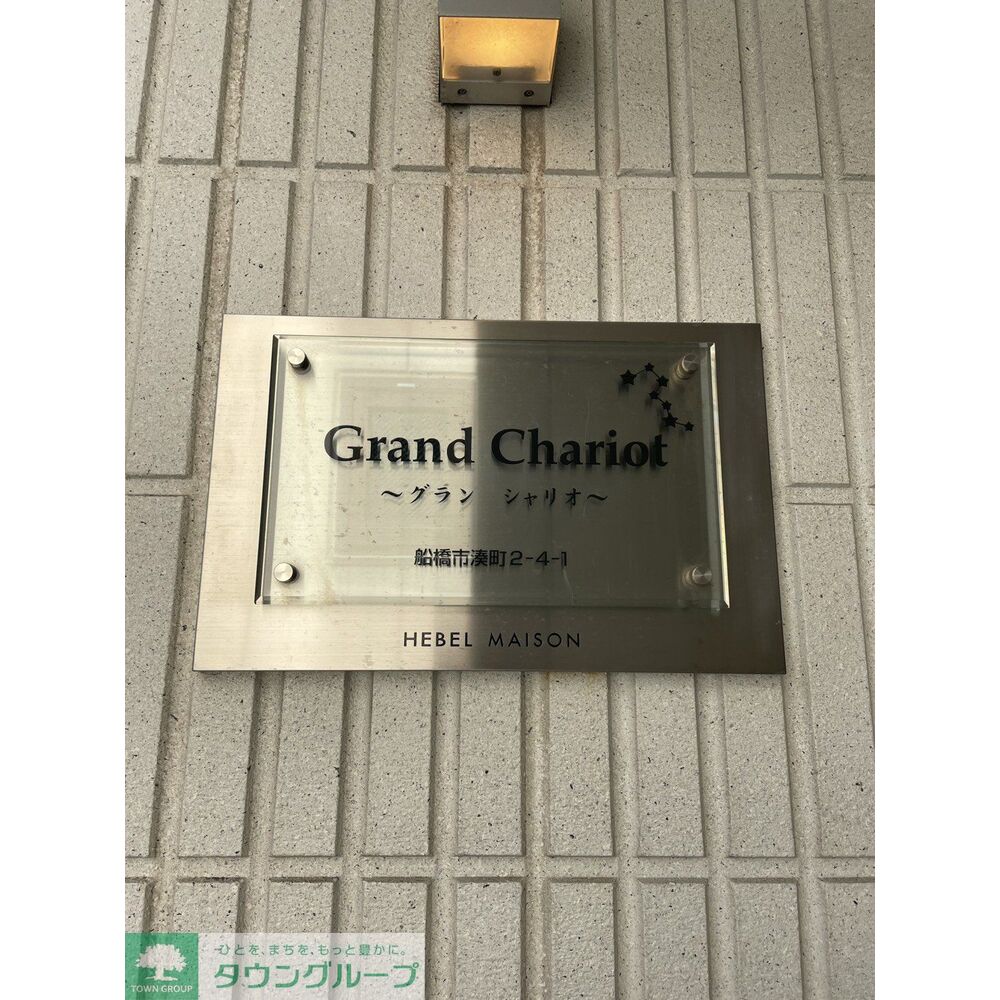 Grand Chariot
～グラン シャリオ～
船橋市湊町2-4-1
HEBEL MAISON
ひとを、まちを、もっと豊かに。
タウングループ
TOWN GROUP